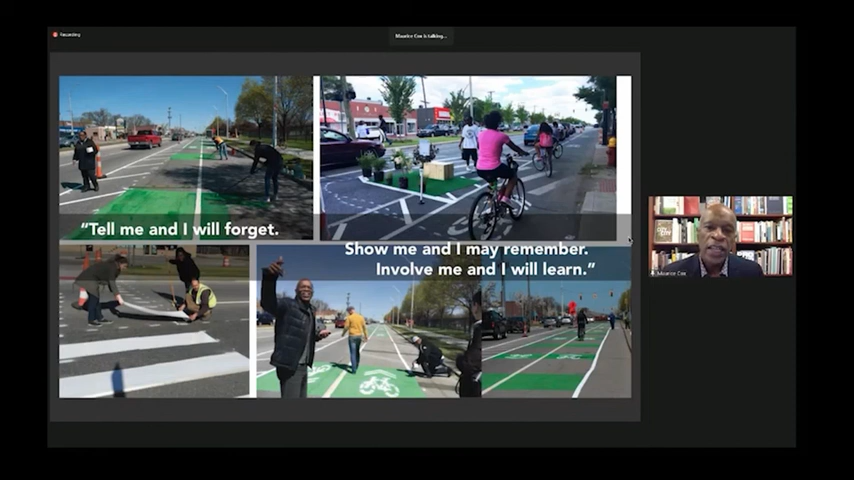 Recording
Maurice Cox is talking...
“Tell me and I will forget.
Show me and I may remember.
Involve me and I will learn.”
Maurice Cox